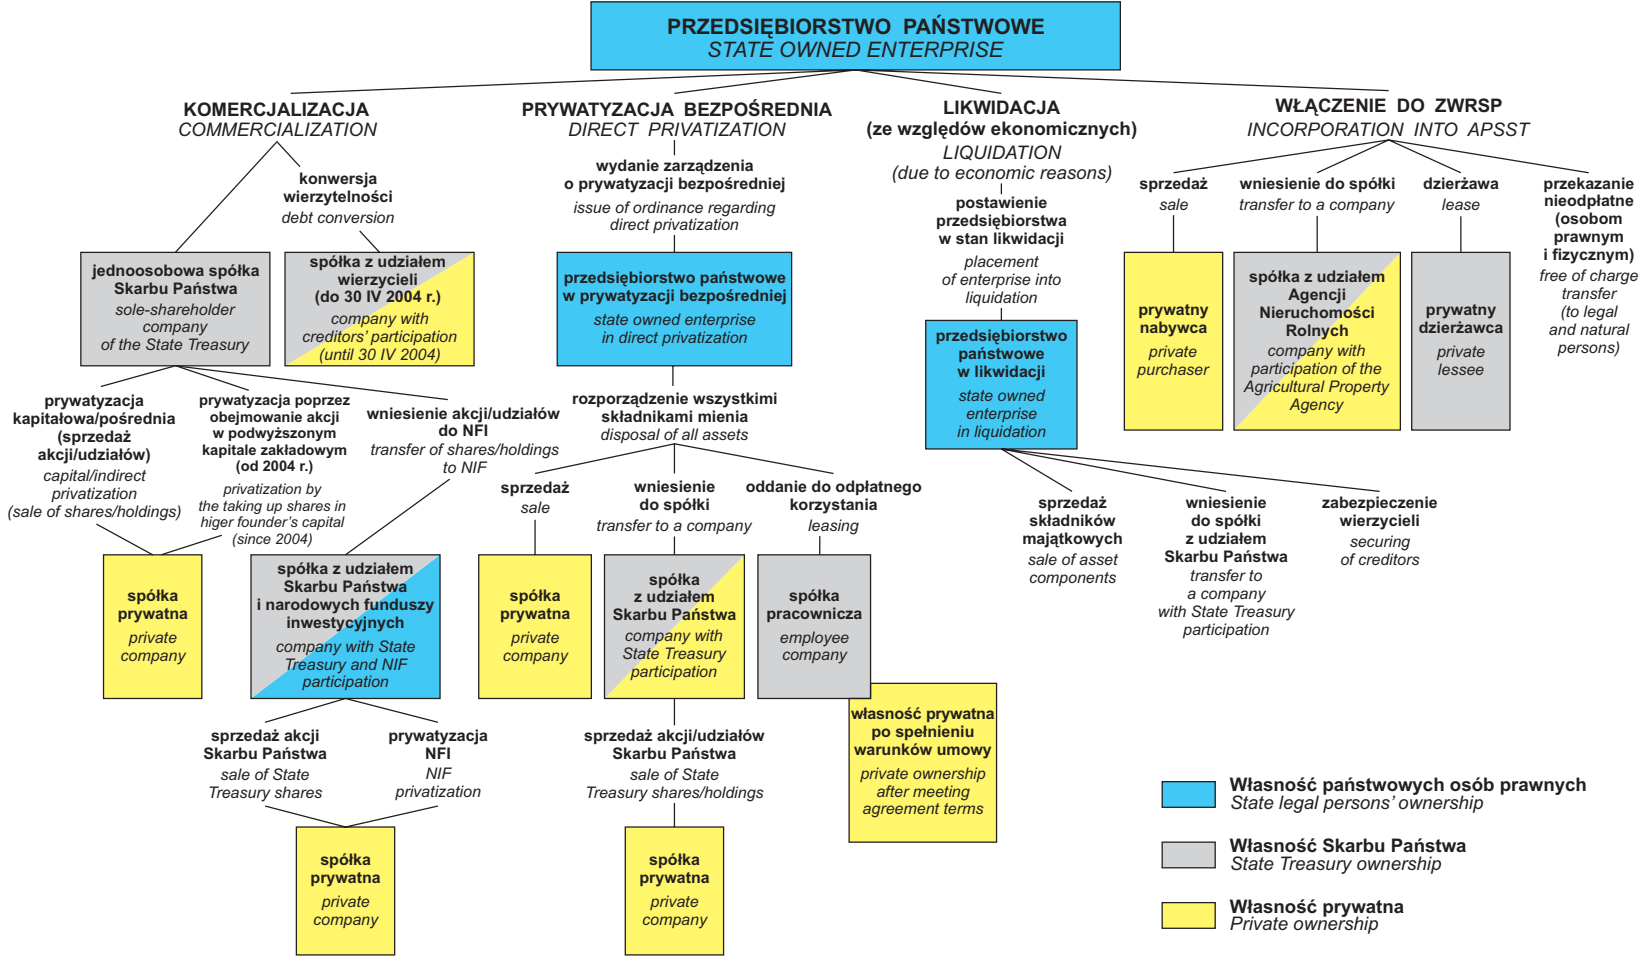 PRZEDSIĘBIORSTWO PAŃSTWOWE
STATE OWNED ENTERPRISE
KOMERCJALIZACJA
COMMERCIALIZATION
konwersja
wierzytelności
debt conversion
jednoosobowa spółka
Skarbu Państwa
sole-shareholder
company
of the State Treasury
spółka z udziałem
wierzycieli
(do 30 IV 2004 r.)
company with
creditors’ participation
(until 30 IV 2004)
prywatyzacja
kapitałowa/pośrednia
(sprzedaż
akcji/udziałów)
capital/indirect
privatization
(sale of shares/holdings)
prywatyzacja poprzez
obejmowanie akcji
w podwyższonym
kapitale zakładowym
(od 2004 r.)
privatization by
the taking up shares in
higer founder’s capital
(since 2004)
wniesienie akcji/udziałów
do NFI
transfer of shares/holdings
to NIF
spółka
prywatna
private
company
spółka z udziałem
Skarbu Państwa
i narodowych funduszy
inwestycyjnych
company with State
Treasury and NIF
participation
sprzedaż akcji
Skarbu Państwa
sale of State
Treasury shares
prywatyzacja
NFI
NIF
privatization
spółka
prywatna
private
company
PRYWATYZACJA BEZPOŚREDNIA
DIRECT PRIVATIZATION
wydanie zarządzenia
o prywatyzacji bezpośredniej
issue of ordinance regarding
direct privatization
przedsiębiorstwo państwowe
w prywatyzacji bezpośredniej
state owned enterprise
in direct privatization
rozporządzenie wszystkimi
składnikami mienia
disposal of all assets
sprzedaż
sale
wniesienie
do spółki
transfer to a company
oddanie do odpłatnego
korzystania
leasing
spółka
prywatna
private
company
spółka
z udziałem
Skarbu Państwa
company with
State Treasury
participation
spółka
pracownicza
employee
company
własność prywatna
po spełnieniu
warunków umowy
private ownership
after meeting
agreement terms
sprzedaż akcji/udziałów
Skarbu Państwa
sale of State
Treasury shares/holdings
spółka
prywatna
private
company
LIKWIDACJA
(ze względów ekonomicznych)
LIQUIDATION
(due to economic reasons)
postawienie
przedsiębiorstwa
w stan likwidacji
placement
of enterprise into
liquidation
przedsiębiorstwo
państwowe
w likwidacji
state owned
enterprise
in liquidation
sprzedaż
składników
majątkowych
sale of asset
components
wniesienie
do spółki
z udziałem
Skarbu Państwa
transfer to
a company
with State Treasury
participation
zabezpieczenie
wierzycieli
securing
of creditors
WŁĄCZENIE DO ZWRSP
INCORPORATION INTO APSST
sprzedaż
sale
wniesienie do spółki
transfer to a company
dzierżawa
lease
przekazanie
nieodpłatne
(osobom
prawnym
i fizycznym)
free of charge
transfer
(to legal
and natural
persons)
prywatny
nabywca
private
purchaser
spółka z udziałem
Agencji
Nieruchomości
Rolnych
company with
participation of the
Agricultural Property
Agency
prywatny
dzierżawca
private
lessee
Własność państwowych osób prawnych
State legal persons’ ownership
Własność Skarbu Państwa
State Treasury ownership
Własność prywatna
Private ownership